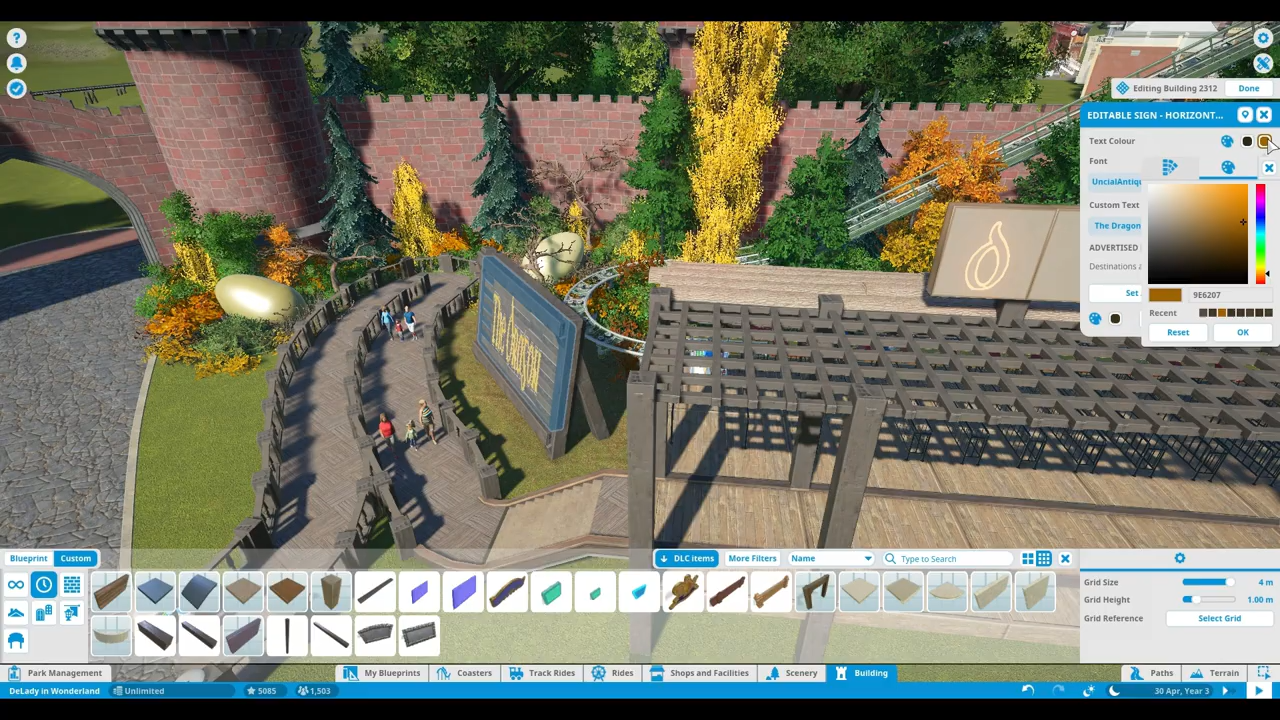 Editing Building 2312
Done
EDITABLE SIGN - HORIZONT...
Text Colour
Font
UncialAntiq
Custom Text
The Dragon
ADVERTISED
Destinations a
Set
9E6207
Recent
Reset
OK
The Dragon
Blueprint
Custom
DLC items
More Filters
Name
Type to Search
Grid Size
4 m
Grid Height
1.00 m
Grid Reference
Select Grid
Park Management
My Blueprints
Coasters
Track Rides
Rides
Shops and Facilities
Scenery
Building
Paths
Terrain
DeLady in Wonderland
Unlimited
5085
1,503
30 Apr, Year 3